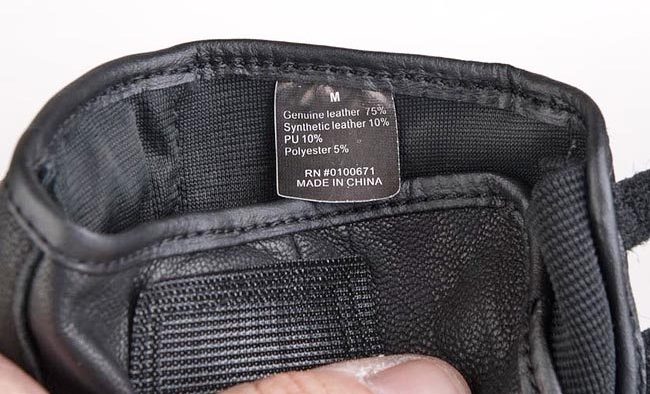 M
Genuine leather 75%
Synthetic leather 10%
PU 10%
Polyester 5%
RN #0100671
MADE IN CHINA